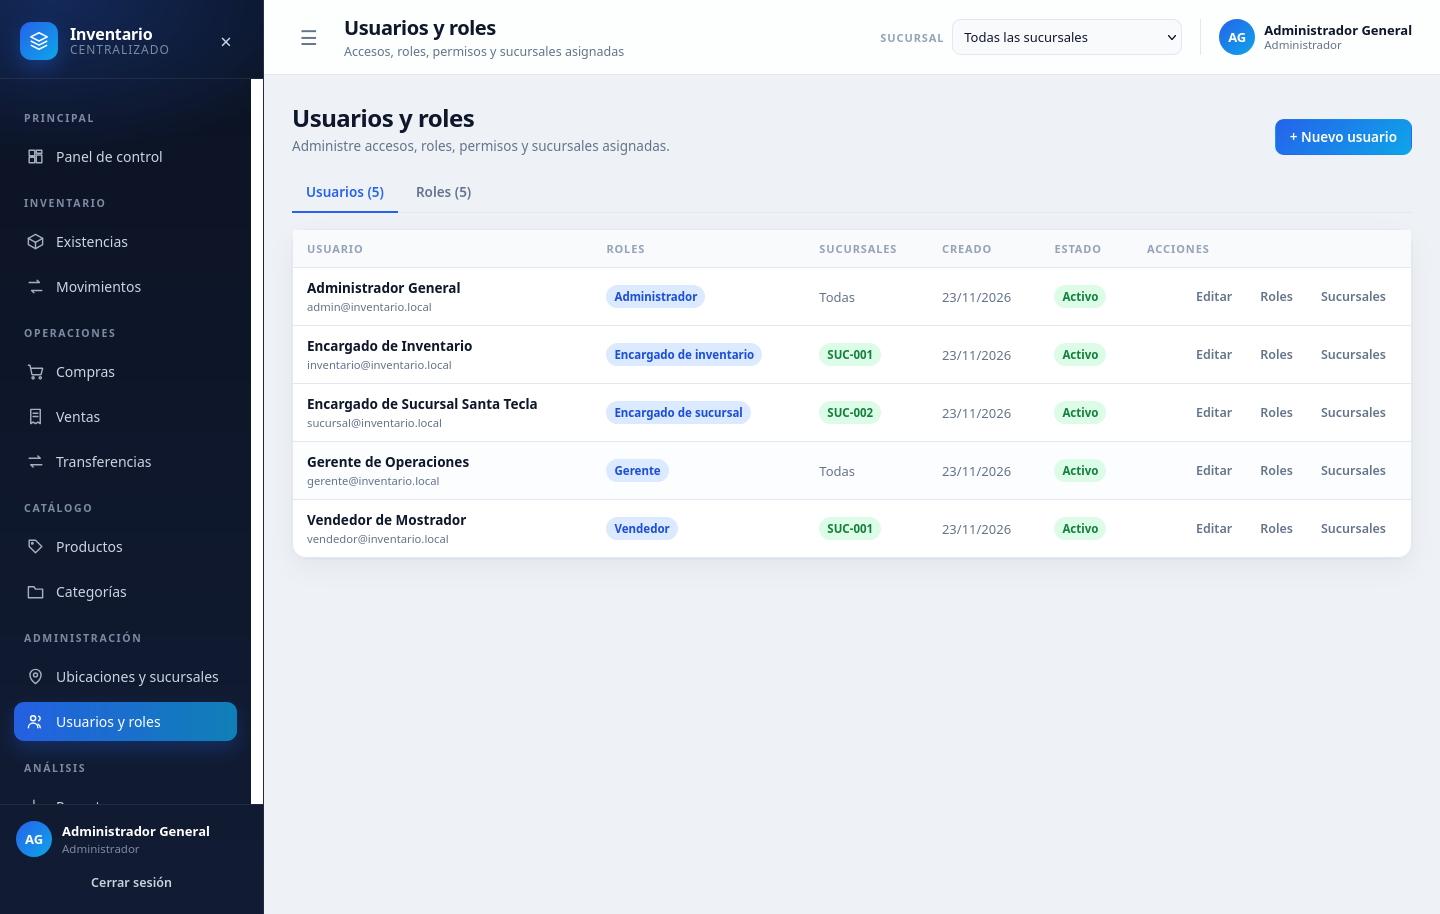 Inventario
CENTRALIZADO
×
PRINCIPAL
Panel de control
INVENTARIO
Existencias
Movimientos
OPERACIONES
Compras
Ventas
Transferencias
CATÁLOGO
Productos
Categorías
ADMINISTRACIÓN
Ubicaciones y sucursales
Usuarios y roles
ANÁLISIS
AG
Administrador General
Administrador
Cerrar sesión
☰
Usuarios y roles
Accesos, roles, permisos y sucursales asignadas
SUCURSAL
Todas las sucursales
AG
Administrador General
Administrador
Usuarios y roles
Administre accesos, roles, permisos y sucursales asignadas.
+ Nuevo usuario
Usuarios (5) Roles (5)
USUARIO ROLES SUCURSALES CREADO ESTADO ACCIONES
Administrador General
admin@inventario.local
Administrador Todas 23/11/2026 Activo Editar Roles Sucursales
Encargado de Inventario
inventario@inventario.local
Encargado de inventario SUC-001 23/11/2026 Activo Editar Roles Sucursales
Encargado de Sucursal Santa Tecla
sucursal@inventario.local
Encargado de sucursal SUC-002 23/11/2026 Activo Editar Roles Sucursales
Gerente de Operaciones
gerente@inventario.local
Gerente Todas 23/11/2026 Activo Editar Roles Sucursales
Vendedor de Mostrador
vendedor@inventario.local
Vendedor SUC-001 23/11/2026 Activo Editar Roles Sucursales